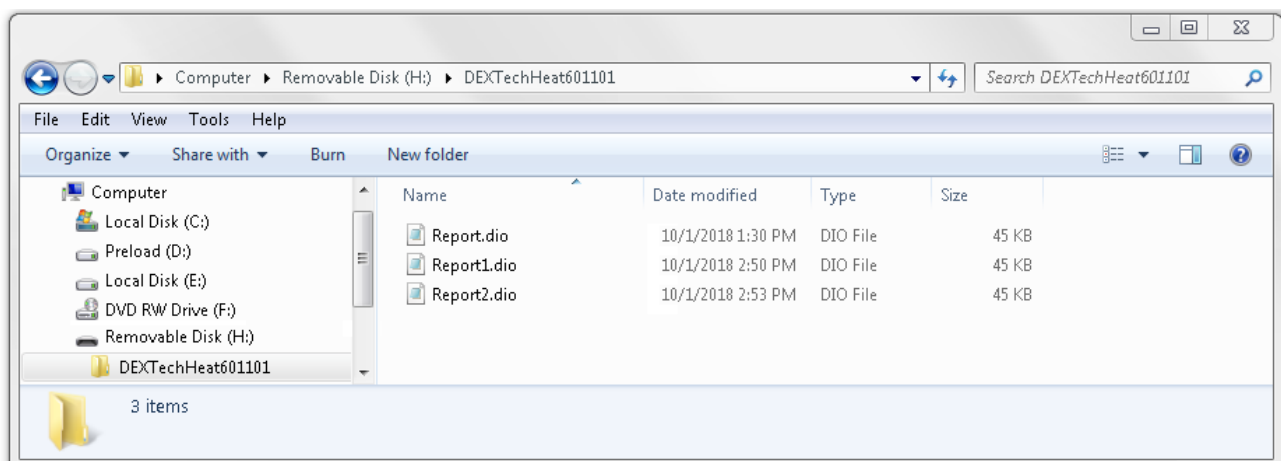 Computer ▸ Removable Disk (H:) ▸ DEXTechHeat601101 Search DEXTechHeat601101
File Edit View Tools Help
Organize Share with Burn New folder
Computer
Local Disk (C:)
Preload (D:)
Local Disk (E:)
DVD RW Drive (F:)
Removable Disk (H:)
DEXTechHeat601101
Name Date modified Type Size
Report.dio 10/1/2018 1:30 PM DIO File 45 KB
Report1.dio 10/1/2018 2:50 PM DIO File 45 KB
Report2.dio 10/1/2018 2:53 PM DIO File 45 KB
3 items